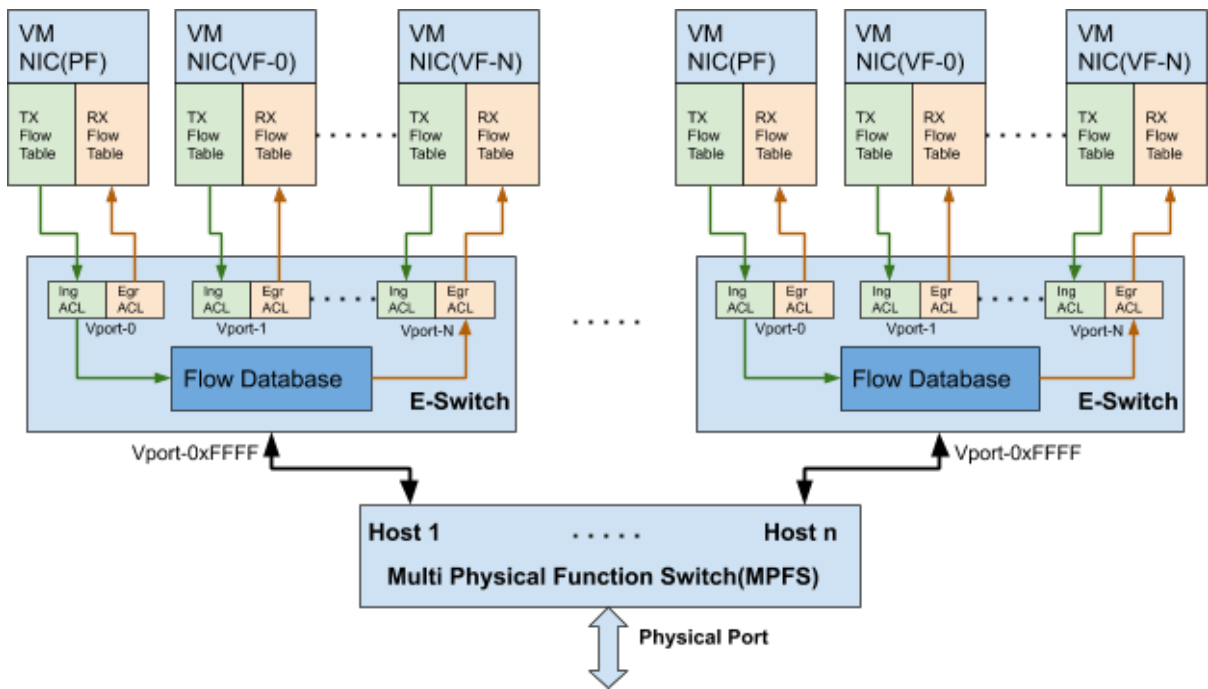 VM
NIC(PF)
VM
NIC(VF-0)
VM
NIC(VF-N)
VM
NIC(PF)
VM
NIC(VF-0)
VM
NIC(VF-N)
TX
Flow
Table
RX
Flow
Table
TX
Flow
Table
RX
Flow
Table
TX
Flow
Table
RX
Flow
Table
TX
Flow
Table
RX
Flow
Table
TX
Flow
Table
RX
Flow
Table
TX
Flow
Table
RX
Flow
Table
Ing
ACL
Egr
ACL
Vport-0
Ing
ACL
Egr
ACL
Vport-1
Ing
ACL
Egr
ACL
Vport-N
Flow Database
E-Switch
Ing
ACL
Egr
ACL
Vport-0
Ing
ACL
Egr
ACL
Vport-1
Ing
ACL
Egr
ACL
Vport-N
Flow Database
E-Switch
Vport-0xFFFF
Vport-0xFFFF
Host 1
Host n
Multi Physical Function Switch(MPFS)
Physical Port